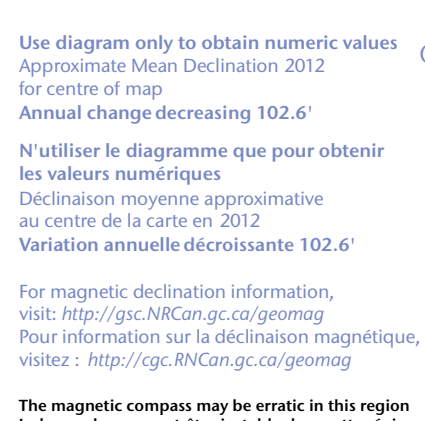 Use diagram only to obtain numeric values
Approximate Mean Declination 2012
for centre of map
Annual change decreasing 102.6'
N'utiliser le diagramme que pour obtenir
les valeurs numériques
Déclinaison moyenne approximative
au centre de la carte en 2012
Variation annuelle décroissante 102.6'
For magnetic declination information,
visit: http://gsc.NRCan.gc.ca/geomag
Pour information sur la déclinaison magnétique,
visitez : http://cgc.RNCan.gc.ca/geomag
The magnetic compass may be erratic in this region